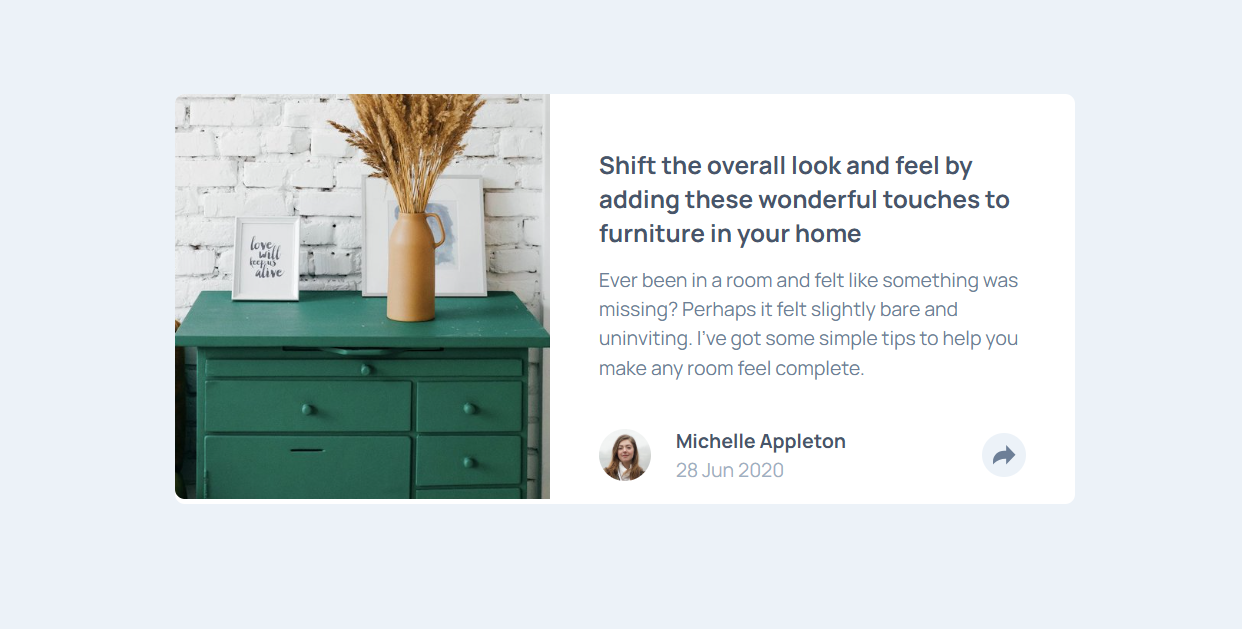 love
will
keep us
alive
Shift the overall look and feel by
adding these wonderful touches to
furniture in your home
Ever been in a room and felt like something was
missing? Perhaps it felt slightly bare and
uninviting. I’ve got some simple tips to help you
make any room feel complete.
Michelle Appleton
28 Jun 2020